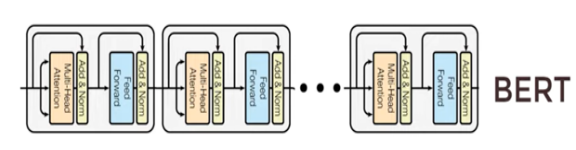 Multi-Head
Attention
Add & Norm
Feed
Forward
Add & Norm
Multi-Head
Attention
Add & Norm
Feed
Forward
Add & Norm
Multi-Head
Attention
Add & Norm
Feed
Forward
Add & Norm
BERT